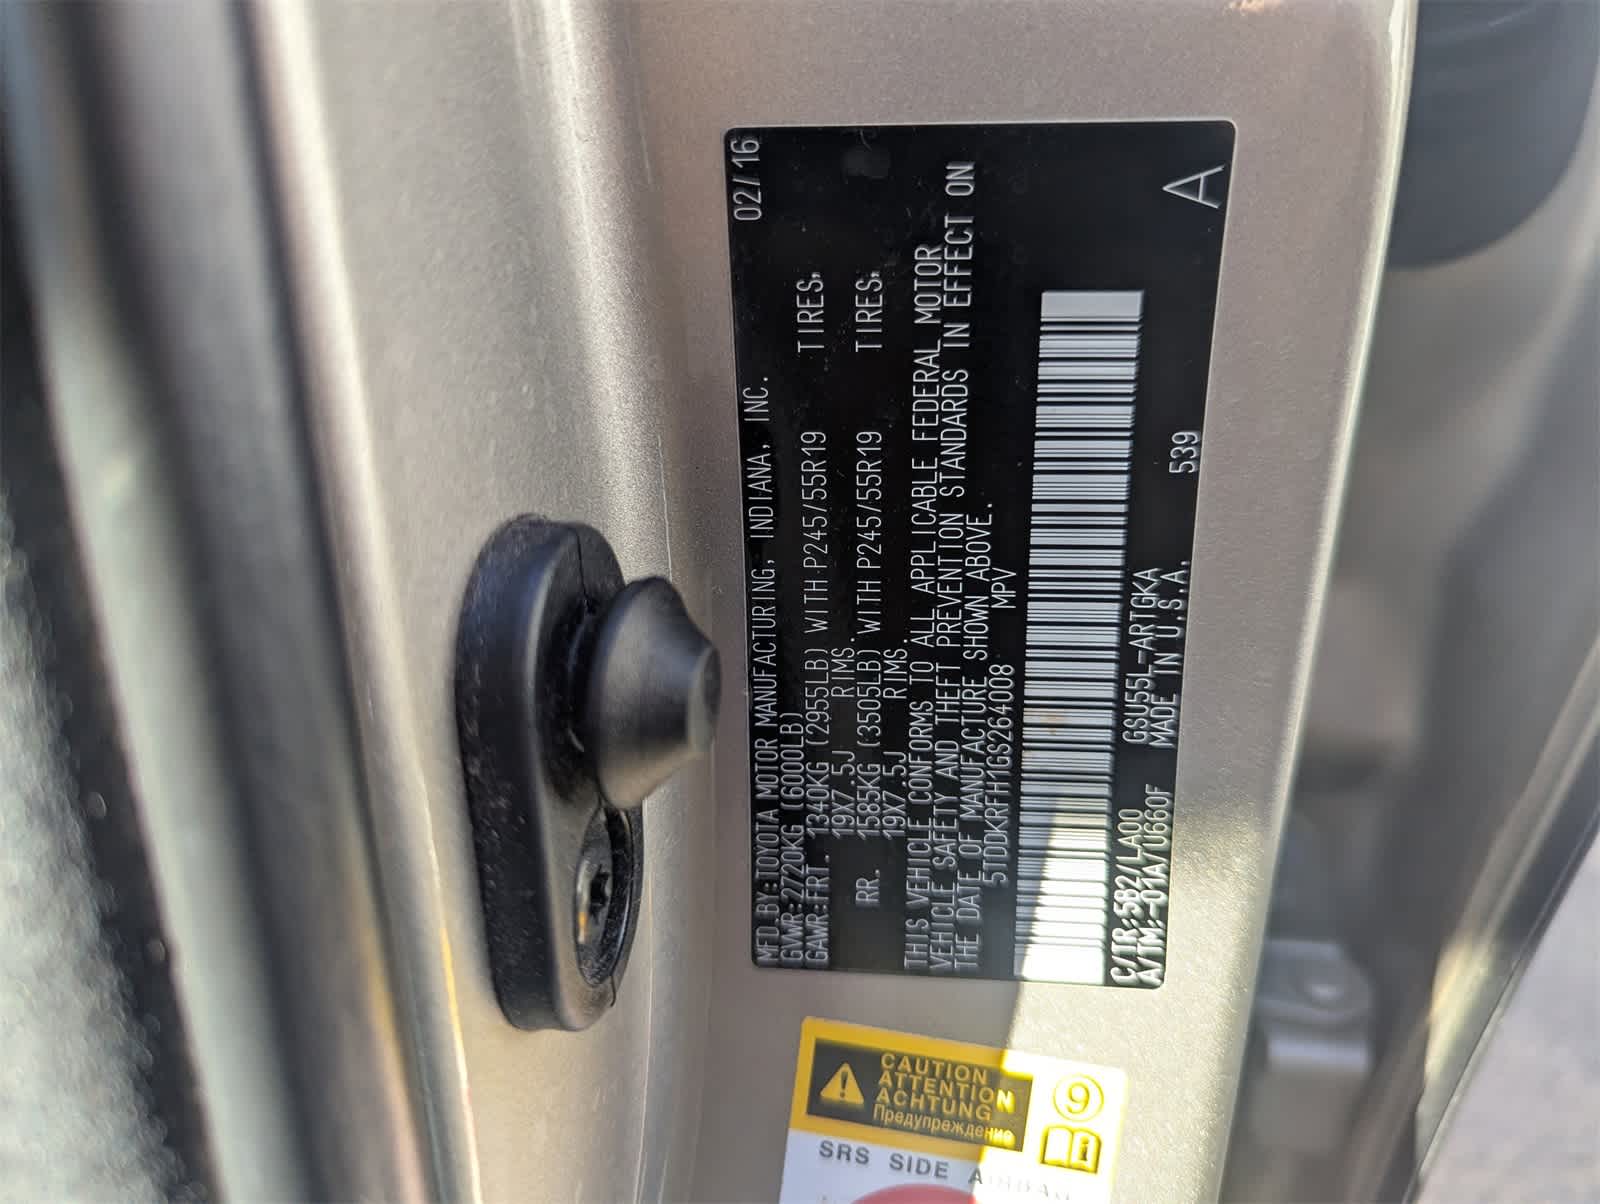 MFD.BY:TOYOTA MOTOR MANUFACTURING, INDIANA, INC. 02/16
GVWR:2720KG (6000LB)
GAWR:FRT. 1340KG (2955LB) WITH P245/55R19 TIRES,
19X7.5J RIMS.
RR. 1585KG (3505LB) WITH P245/55R19 TIRES,
19X7.5J RIMS.
THIS VEHICLE CONFORMS TO ALL APPLICABLE FEDERAL MOTOR
VEHICLE SAFETY AND THEFT PREVENTION STANDARDS IN EFFECT ON
THE DATE OF MANUFACTURE SHOWN ABOVE.
5TDDKRFH1GS264008 MPV
C/TR:5B2/LA00 GSU55L-ARTGKA
A/TM:-01A/U660F MADE IN U.S.A. 539
A
CAUTION
ATTENTION
ACHTUNG
Предупреждение
9
SRS SIDE AIRBAG